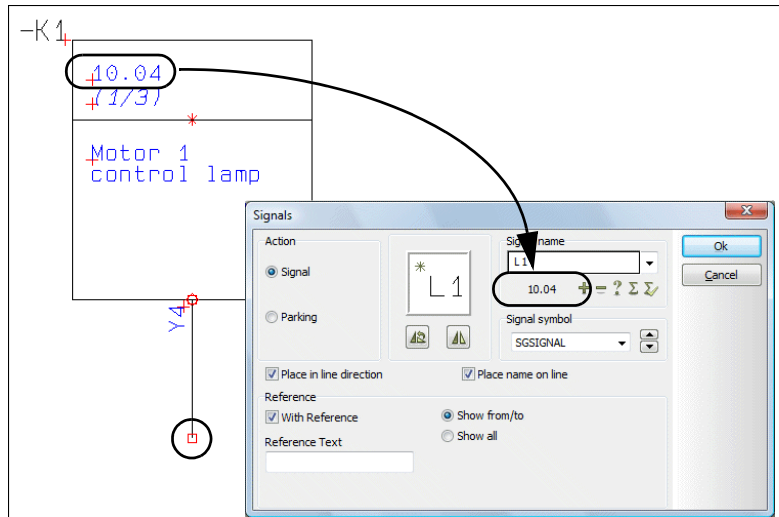 -K1
10.04
(1/3)
Motor 1
control lamp
Y4
Signals
Action
Signal
Parking
L1
Signal name
L1
10.04
Signal symbol
SGSIGNAL
Ok
Cancel
Place in line direction
Place name on line
Reference
With Reference
Show from/to
Show all
Reference Text